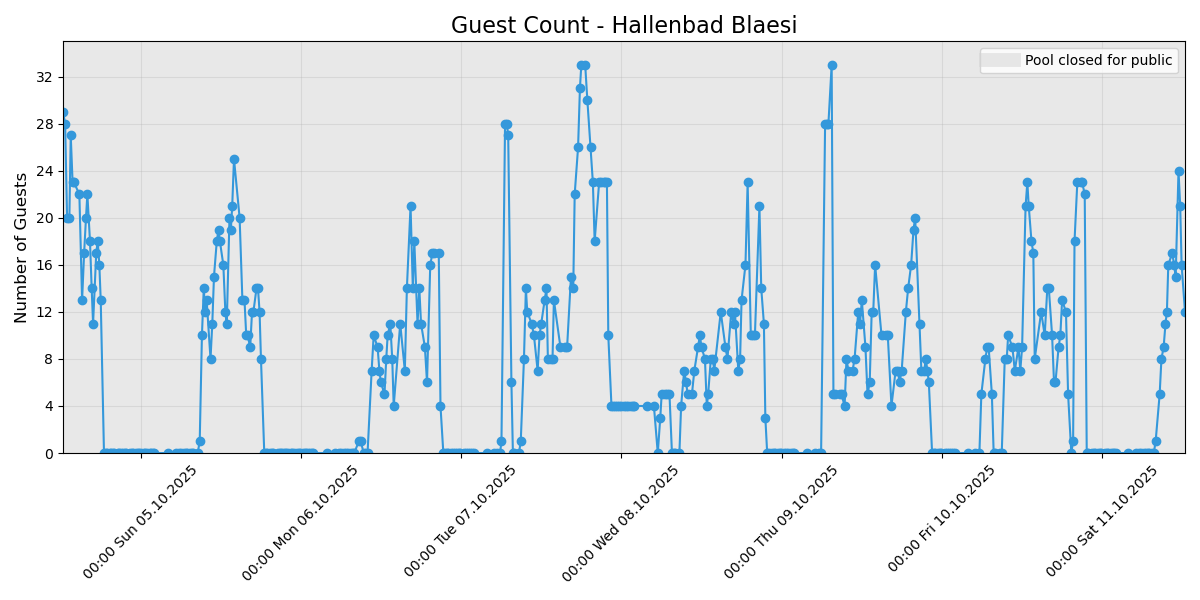 Guest Count - Hallenbad Blaesi
Pool closed for public
Number of Guests
32
28
24
20
16
12
8
4
0
00:00 Sun 05.10.2025
00:00 Mon 06.10.2025
00:00 Tue 07.10.2025
00:00 Wed 08.10.2025
00:00 Thu 09.10.2025
00:00 Fri 10.10.2025
00:00 Sat 11.10.2025